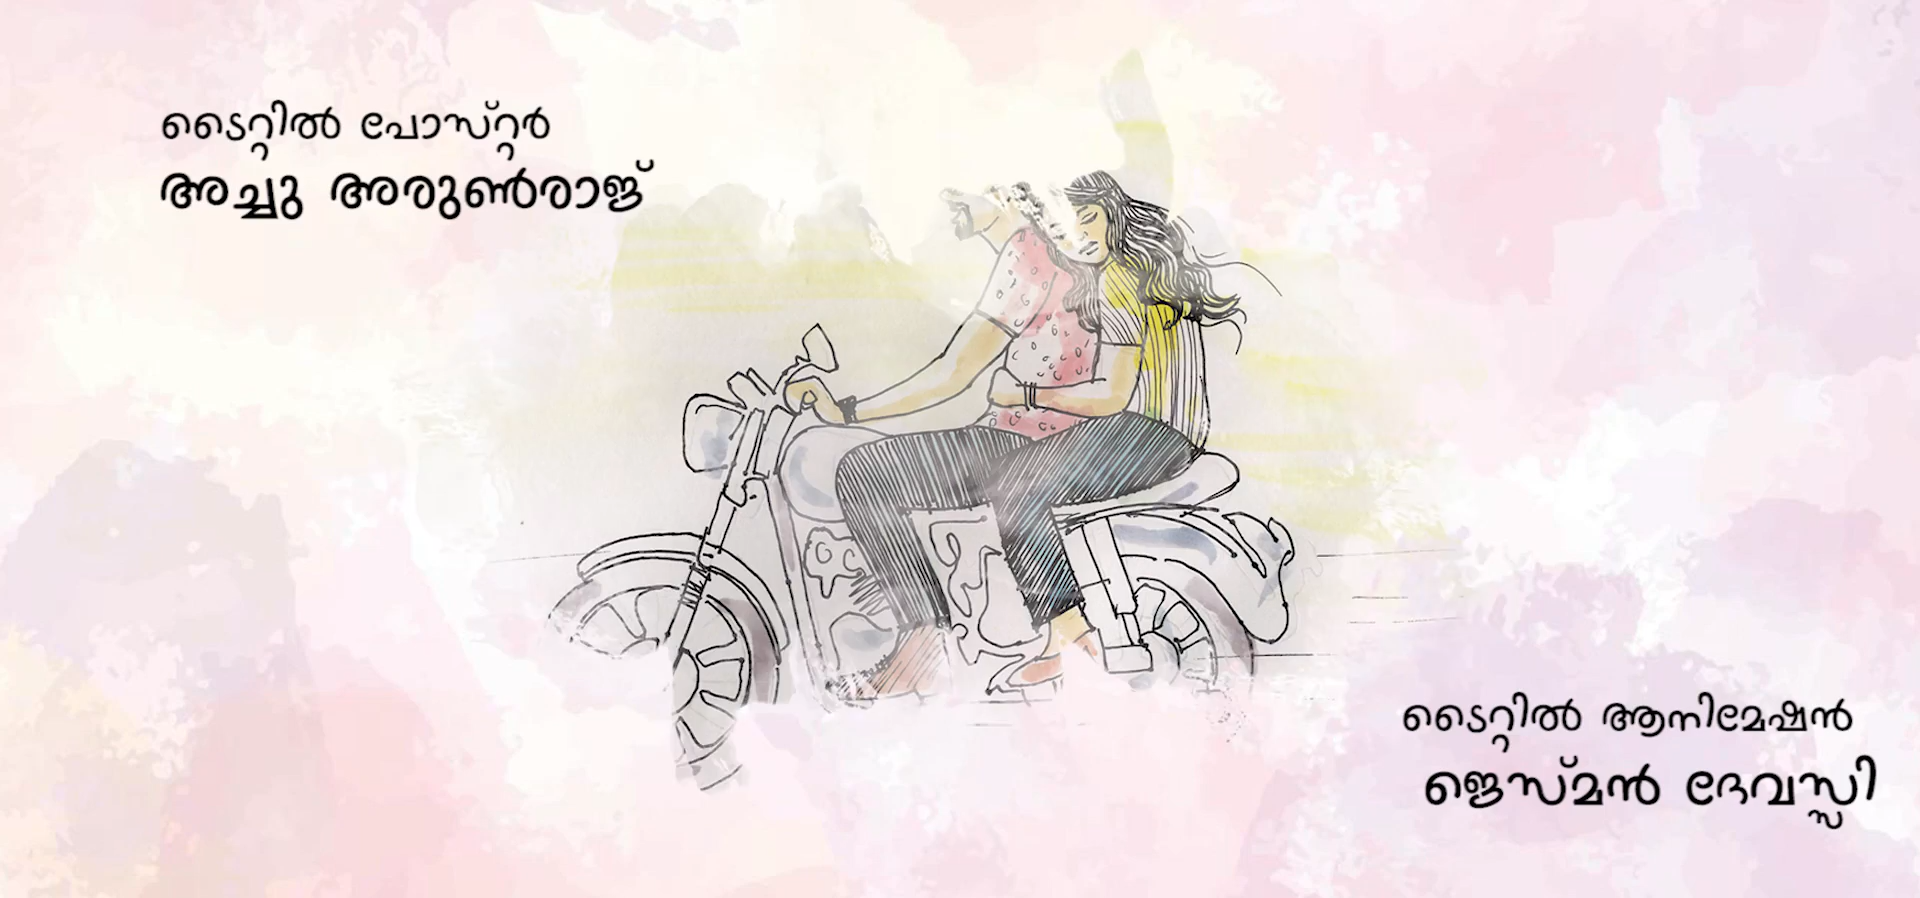 ടൈറ്റിൽ പോസ്റ്റർ
അച്ചു അരുൺരാജ്
ടൈറ്റിൽ ആനിമേഷൻ
ജെസ്മൻ ദേവസ്സി